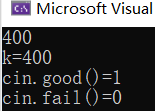 Microsoft Visual
400
k=400
cin.good()=1
cin.fail()=0